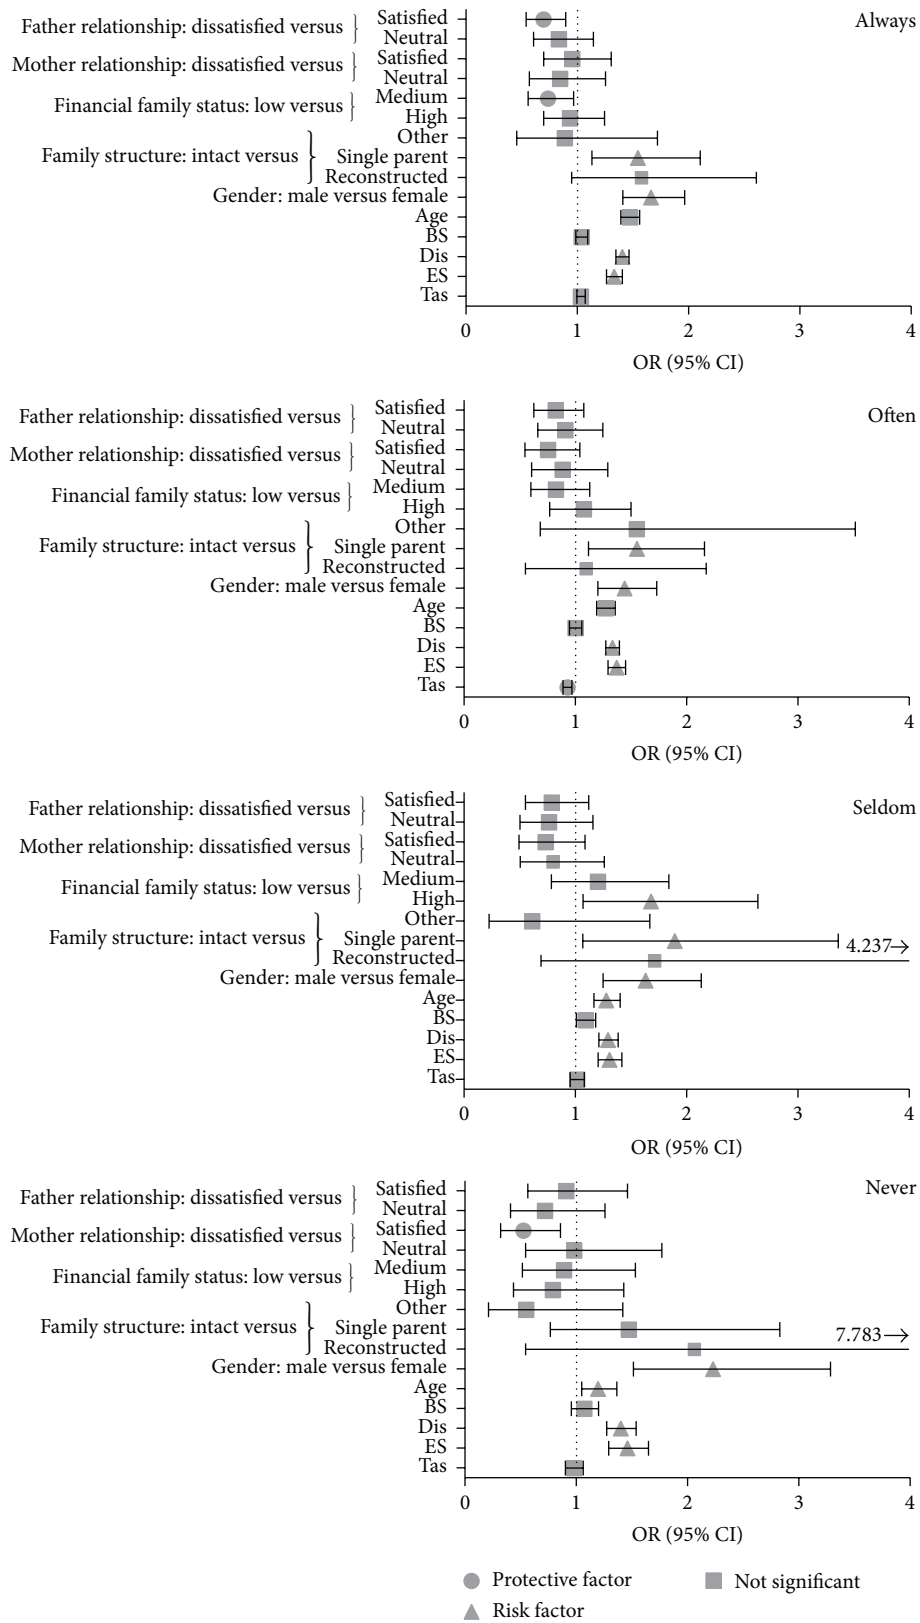 Always
Father relationship: dissatisfied versus } Satisfied
Neutral
Mother relationship: dissatisfied versus } Satisfied
Neutral
Financial family status: low versus } Medium
High
Family structure: intact versus } Other
Single parent
Reconstructed
Gender: male versus female
Age
BS
Dis
ES
Tas
0 1 2 3 4
OR (95% CI)
Often
Father relationship: dissatisfied versus } Satisfied
Neutral
Mother relationship: dissatisfied versus } Satisfied
Neutral
Financial family status: low versus } Medium
High
Family structure: intact versus } Other
Single parent
Reconstructed
Gender: male versus female
Age
BS
Dis
ES
Tas
0 1 2 3 4
OR (95% CI)
Seldom
Father relationship: dissatisfied versus } Satisfied
Neutral
Mother relationship: dissatisfied versus } Satisfied
Neutral
Financial family status: low versus } Medium
High
Family structure: intact versus } Other
Single parent
4.237→
Reconstructed
Gender: male versus female
Age
BS
Dis
ES
Tas
0 1 2 3 4
OR (95% CI)
Never
Father relationship: dissatisfied versus } Satisfied
Neutral
Mother relationship: dissatisfied versus } Satisfied
Neutral
Financial family status: low versus } Medium
High
Family structure: intact versus } Other
Single parent
7.783→
Reconstructed
Gender: male versus female
Age
BS
Dis
ES
Tas
0 1 2 3 4
OR (95% CI)
Protective factor
Not significant
Risk factor